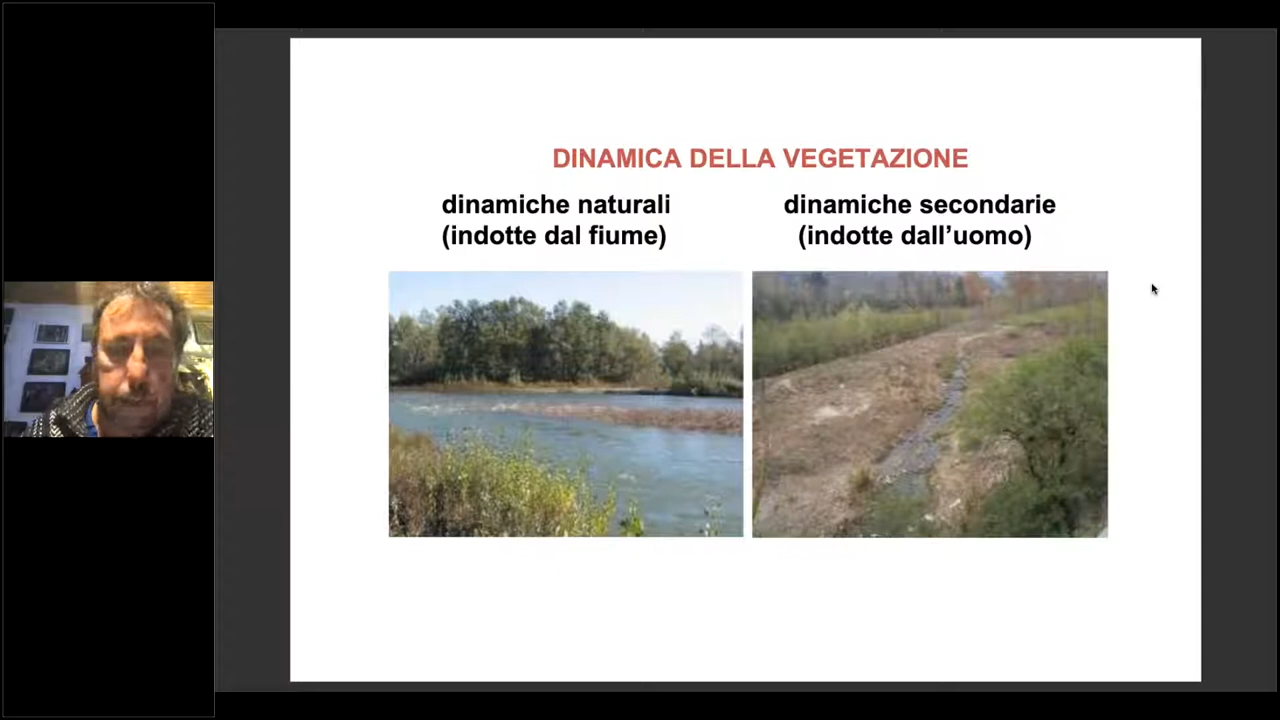 DINAMICA DELLA VEGETAZIONE
dinamiche naturali
(indotte dal fiume)
dinamiche secondarie
(indotte dall’uomo)